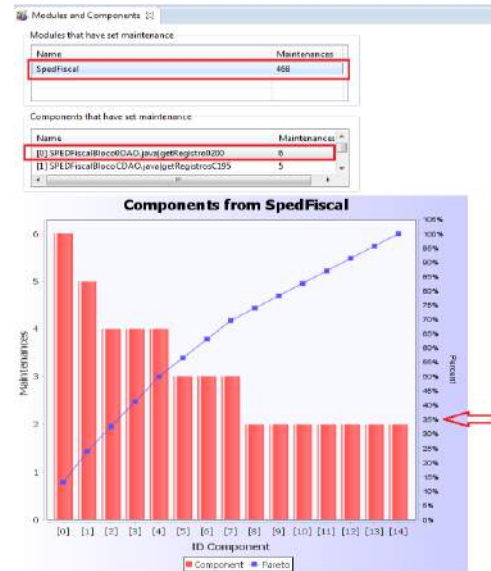 Modules and Components
Modules that have set maintenance
Name Maintenances
SpedFiscal 468
Components that have set maintenance
Name Maintenances
[0] SPEDFiscalBloco0DAO.java|getRegistro0200 6
[1] SPEDFiscalBlocoCDAO.java|getRegistrosC195 5
Components from SpedFiscal
Maintenances
6
5
4
3
2
1
0
105%
100%
95%
90%
85%
80%
75%
70%
65%
60%
55%
50%
45%
40%
35%
30%
25%
20%
15%
10%
5%
0%
Percent
[0] [1] [2] [3] [4] [5] [6] [7] [8] [9] [10] [11] [12] [13] [14]
ID Component
Component Pareto